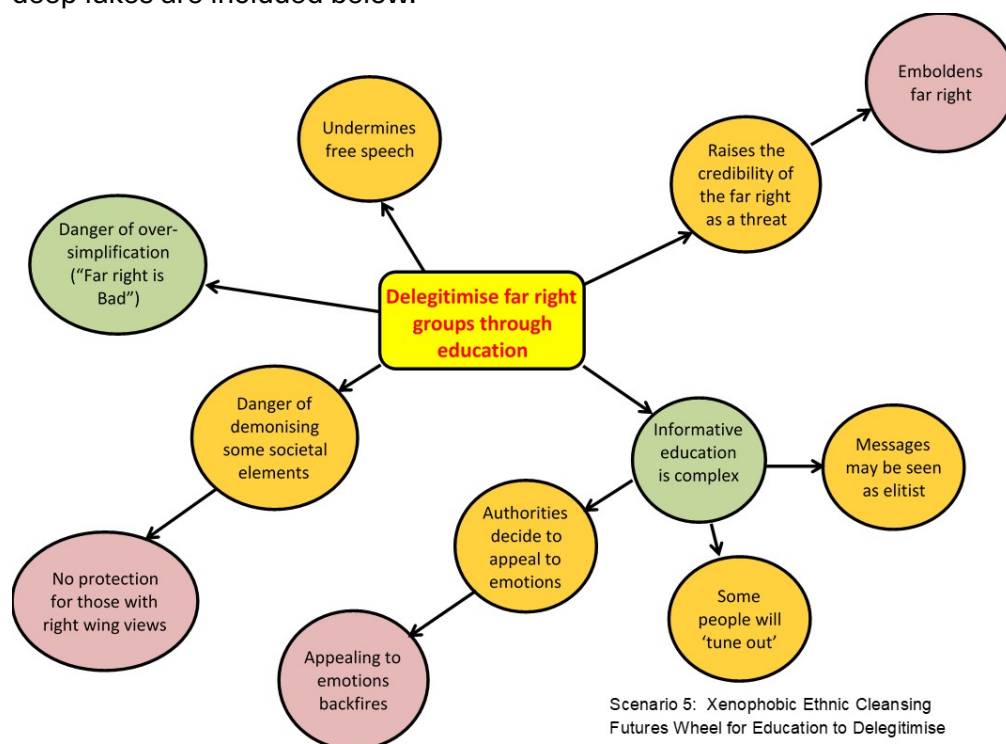 deep fakes are included below.
Emboldens
far right
Undermines
free speech
Raises the
credibility of
the far right
as a threat
Danger of over-
simplification
("Far right is
Bad")
Delegitimise far right
groups through
education
Danger of
demonising
some societal
elements
Informative
education
is complex
Messages
may be seen
as elitist
Authorities
decide to
appeal to
emotions
No protection
for those with
right wing views
Some
people will
‘tune out’
Appealing to
emotions
backfires
Scenario 5: Xenophobic Ethnic Cleansing
Futures Wheel for Education to Delegitimise